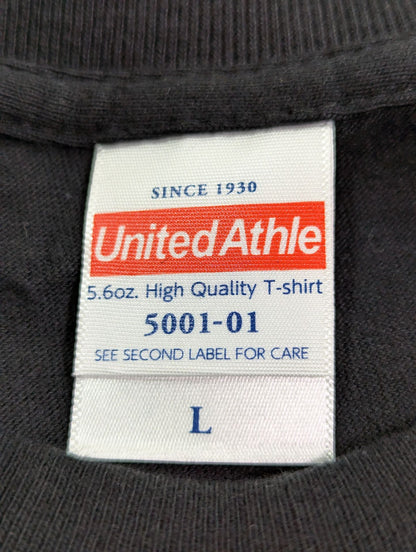 SINCE 1930
United Athle
5.6oz. High Quality T-shirt
5001-01
SEE SECOND LABEL FOR CARE
L